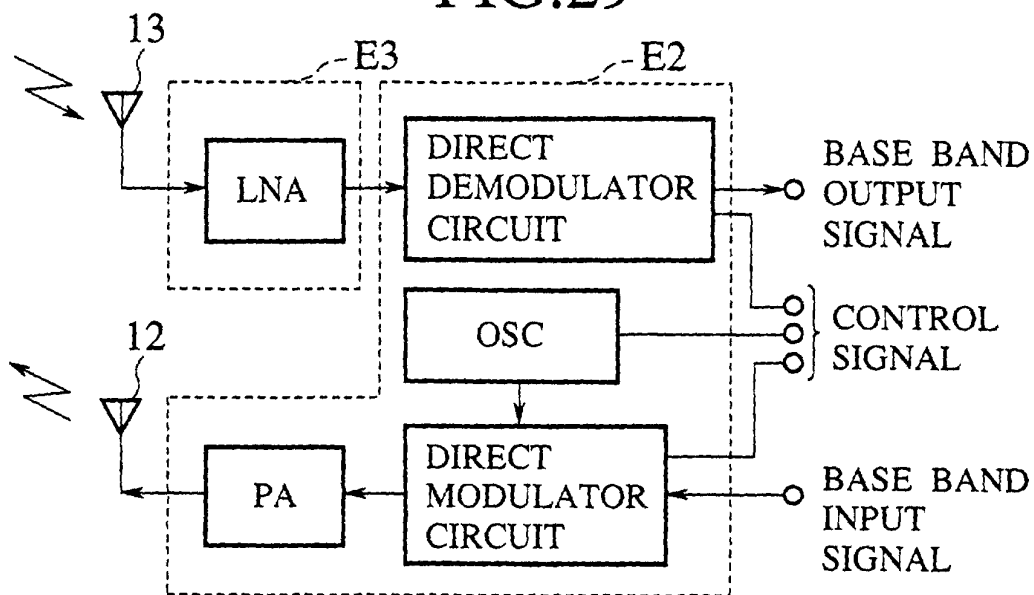 FIG.29
13
E3
E2
LNA
DIRECT
DEMODULATOR
CIRCUIT
BASE BAND
OUTPUT
SIGNAL
OSC
CONTROL
SIGNAL
12
PA
DIRECT
MODULATOR
CIRCUIT
BASE BAND
INPUT
SIGNAL